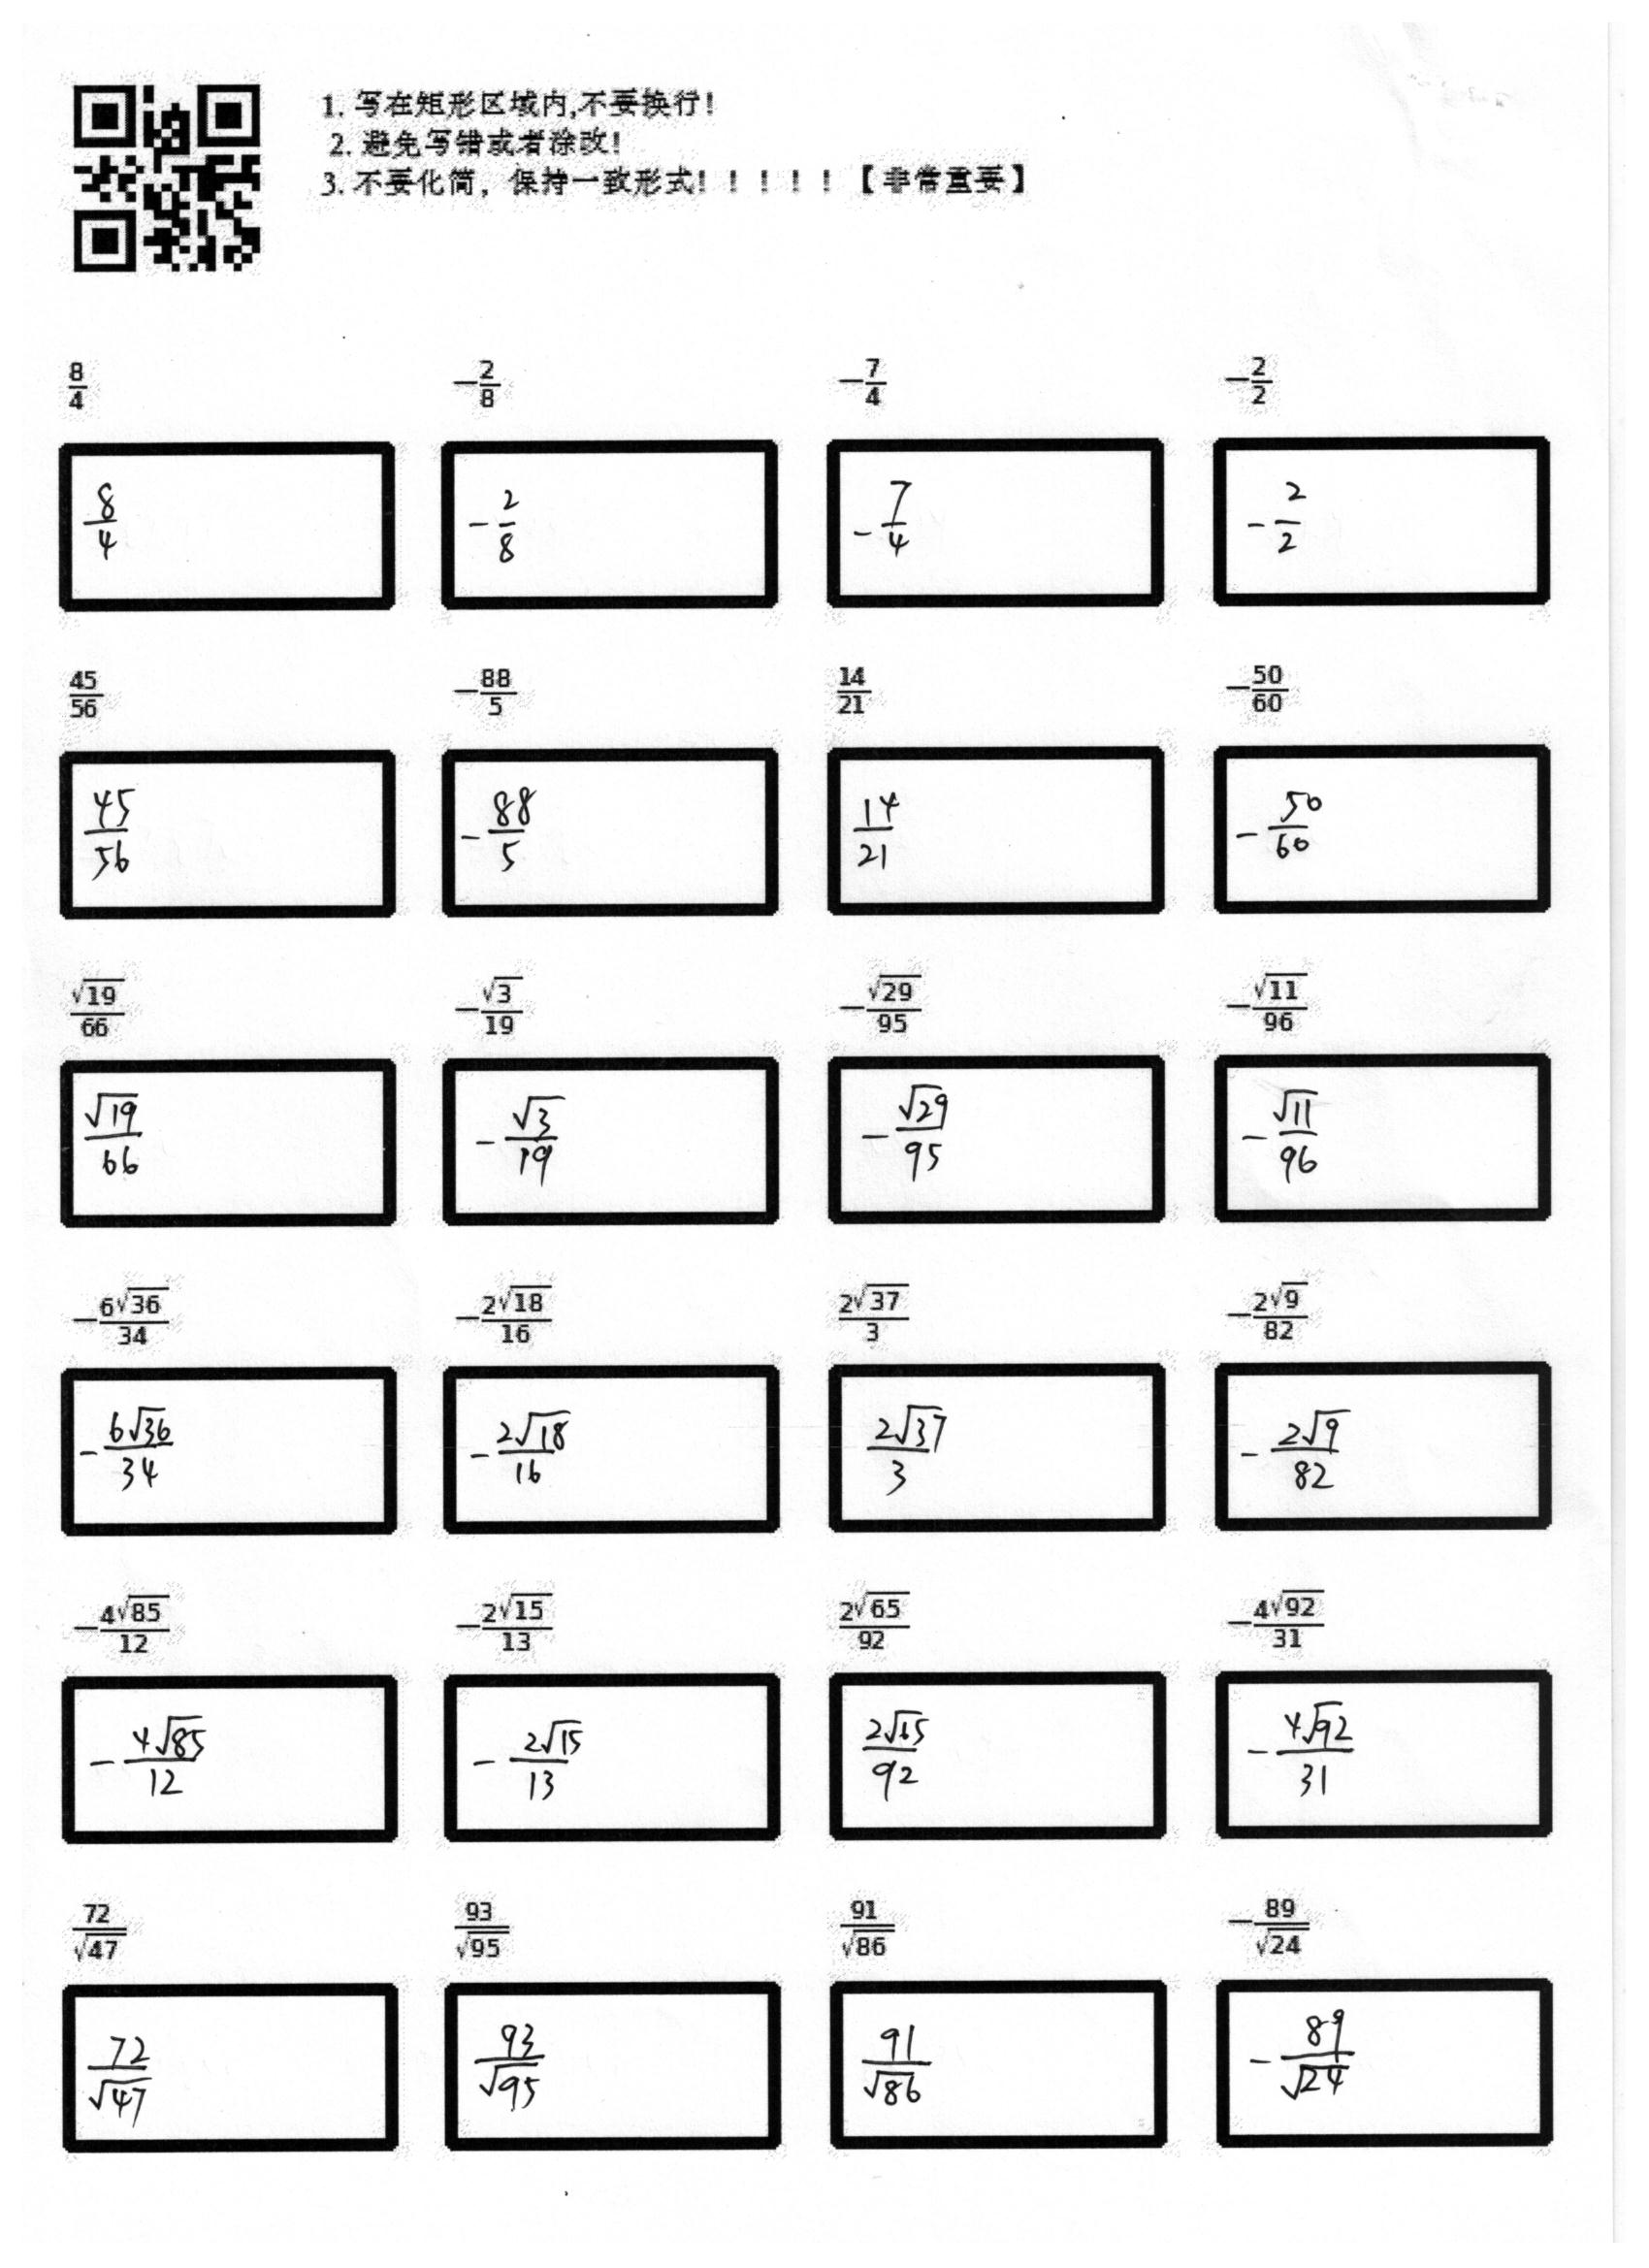 1. 写在矩形区域内,不要换行!
2. 避免写错或者涂改!
3. 不要化简，保持一致形式！！！！！【非常重要】
$\frac{8}{4}$ $-\frac{2}{8}$ $-\frac{7}{4}$ $-\frac{2}{2}$
$\frac{8}{4}$ $-\frac{2}{8}$ $-\frac{7}{4}$ $-\frac{2}{2}$
$\frac{45}{56}$ $-\frac{88}{5}$ $\frac{14}{21}$ $-\frac{50}{60}$
$\frac{45}{56}$ $-\frac{88}{5}$ $\frac{14}{21}$ $-\frac{50}{60}$
$\frac{\sqrt{19}}{66}$ $-\frac{\sqrt{3}}{19}$ $-\frac{\sqrt{29}}{95}$ $-\frac{\sqrt{11}}{96}$
$\frac{\sqrt{19}}{66}$ $-\frac{\sqrt{3}}{19}$ $-\frac{\sqrt{29}}{95}$ $-\frac{\sqrt{11}}{96}$
$-\frac{6\sqrt{36}}{34}$ $-\frac{2\sqrt{18}}{16}$ $\frac{2\sqrt{37}}{3}$ $-\frac{2\sqrt{9}}{82}$
$-\frac{6\sqrt{36}}{34}$ $-\frac{2\sqrt{18}}{16}$ $\frac{2\sqrt{37}}{3}$ $-\frac{2\sqrt{9}}{82}$
$-\frac{4\sqrt{85}}{12}$ $-\frac{2\sqrt{15}}{13}$ $\frac{2\sqrt{65}}{92}$ $-\frac{4\sqrt{92}}{31}$
$-\frac{4\sqrt{85}}{12}$ $-\frac{2\sqrt{15}}{13}$ $\frac{2\sqrt{65}}{92}$ $-\frac{4\sqrt{92}}{31}$
$\frac{72}{\sqrt{47}}$ $\frac{93}{\sqrt{95}}$ $\frac{91}{\sqrt{86}}$ $-\frac{89}{\sqrt{24}}$
$\frac{72}{\sqrt{47}}$ $\frac{93}{\sqrt{95}}$ $\frac{91}{\sqrt{86}}$ $-\frac{89}{\sqrt{24}}$